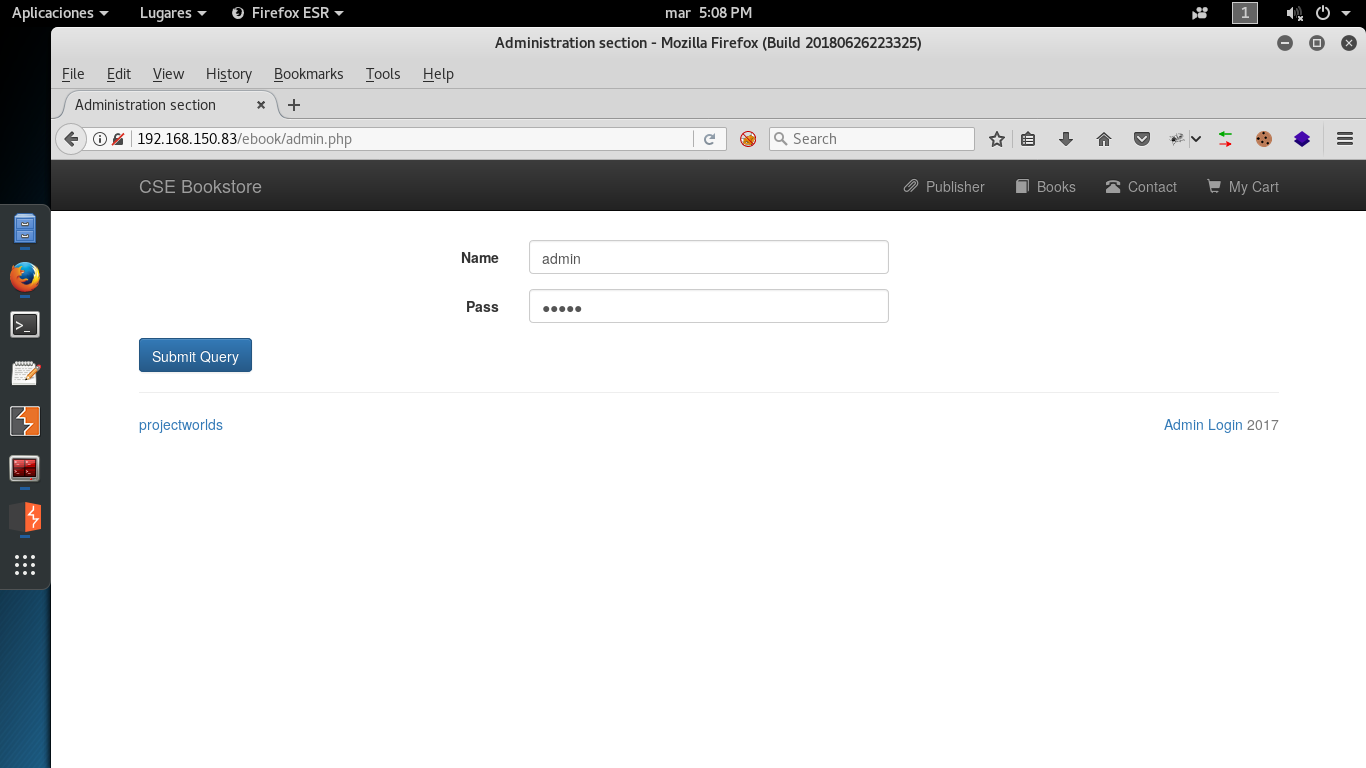 Aplicaciones Lugares Firefox ESR mar 5:08 PM 1
Administration section - Mozilla Firefox (Build 20180626223325)
File Edit View History Bookmarks Tools Help
Administration section
192.168.150.83/ebook/admin.php Search
CSE Bookstore Publisher Books Contact My Cart
Name admin
Pass •••••
Submit Query
projectworlds Admin Login 2017